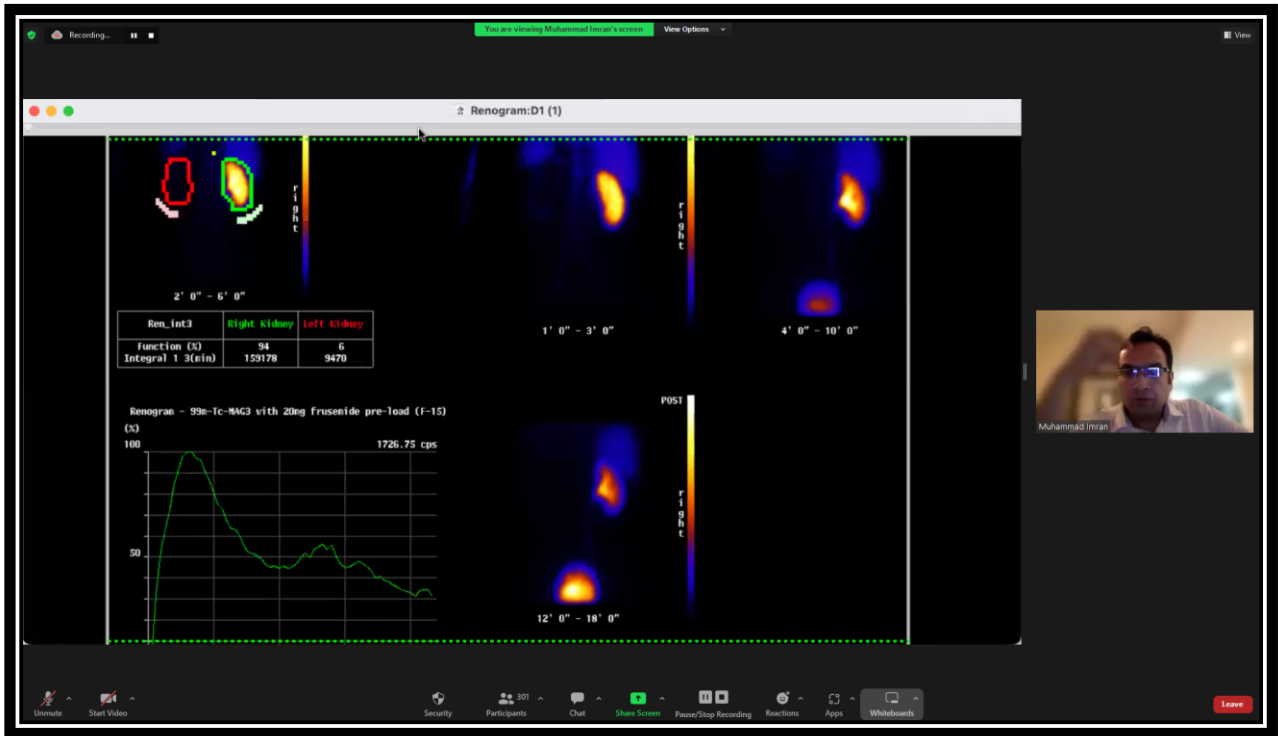 Recording...
You are viewing Muhammad Imran's screen
View Options
View
Renogram:D1 (1)
right
2' 0" - 6' 0"
right
1' 0" - 3' 0"
4' 0" - 10' 0"
Ren_int3 Right Kidney Left Kidney
Function (%) 94 6
Integral 1 3(min) 159178 9470
Renogram - 99m-Tc-MAG3 with 20mg frusemide pre-load (F-15)
(%)
100
1726.75 cps
50
POST
right
12' 0" - 18' 0"
Muhammad Imran
Unmute
Start Video
Security
Participants
301
Chat
Share Screen
Pause/Stop Recording
Reactions
Apps
Whiteboards
Leave